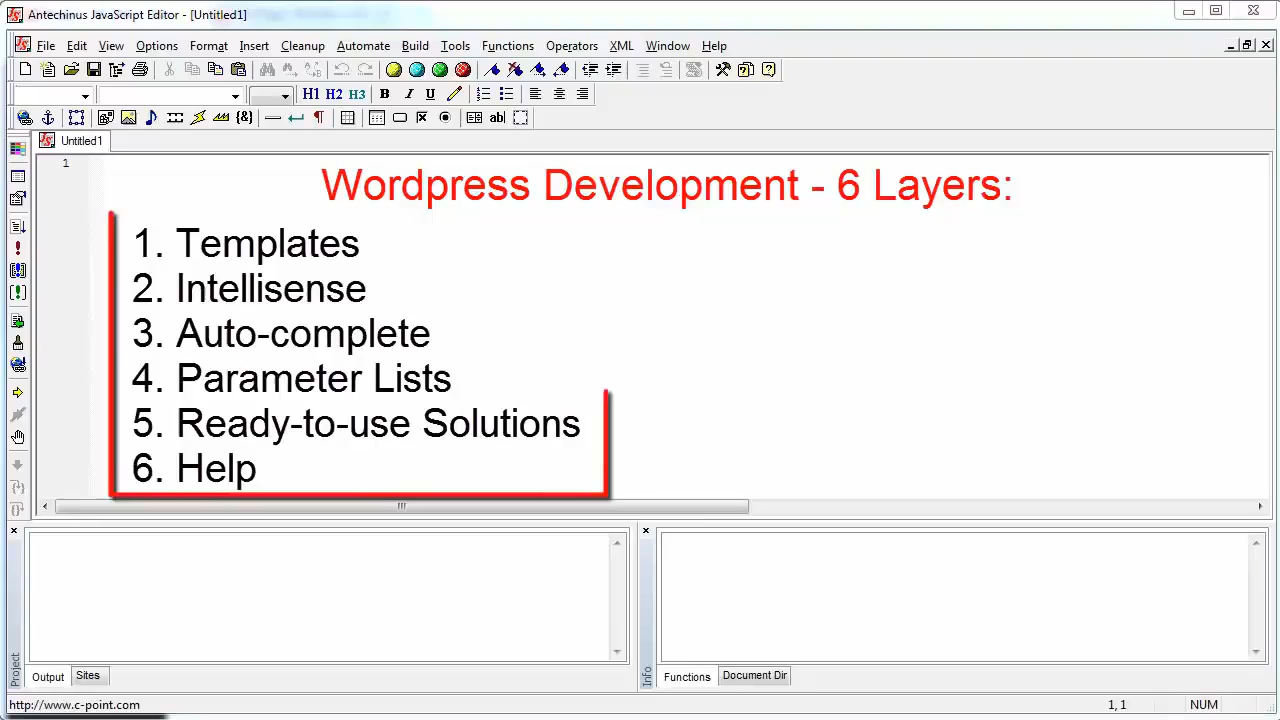 Antechinus JavaScript Editor - [Untitled1]
File Edit View Options Format Insert Cleanup Automate Build Tools Functions Operators XML Window Help
H1 H2 H3 B I U
{&} ab|
Untitled1
1
Wordpress Development - 6 Layers:
1. Templates
2. Intellisense
3. Auto-complete
4. Parameter Lists
5. Ready-to-use Solutions
6. Help
Project
Output Sites
Info
Functions Document Dir
http://www.c-point.com 1, 1 NUM